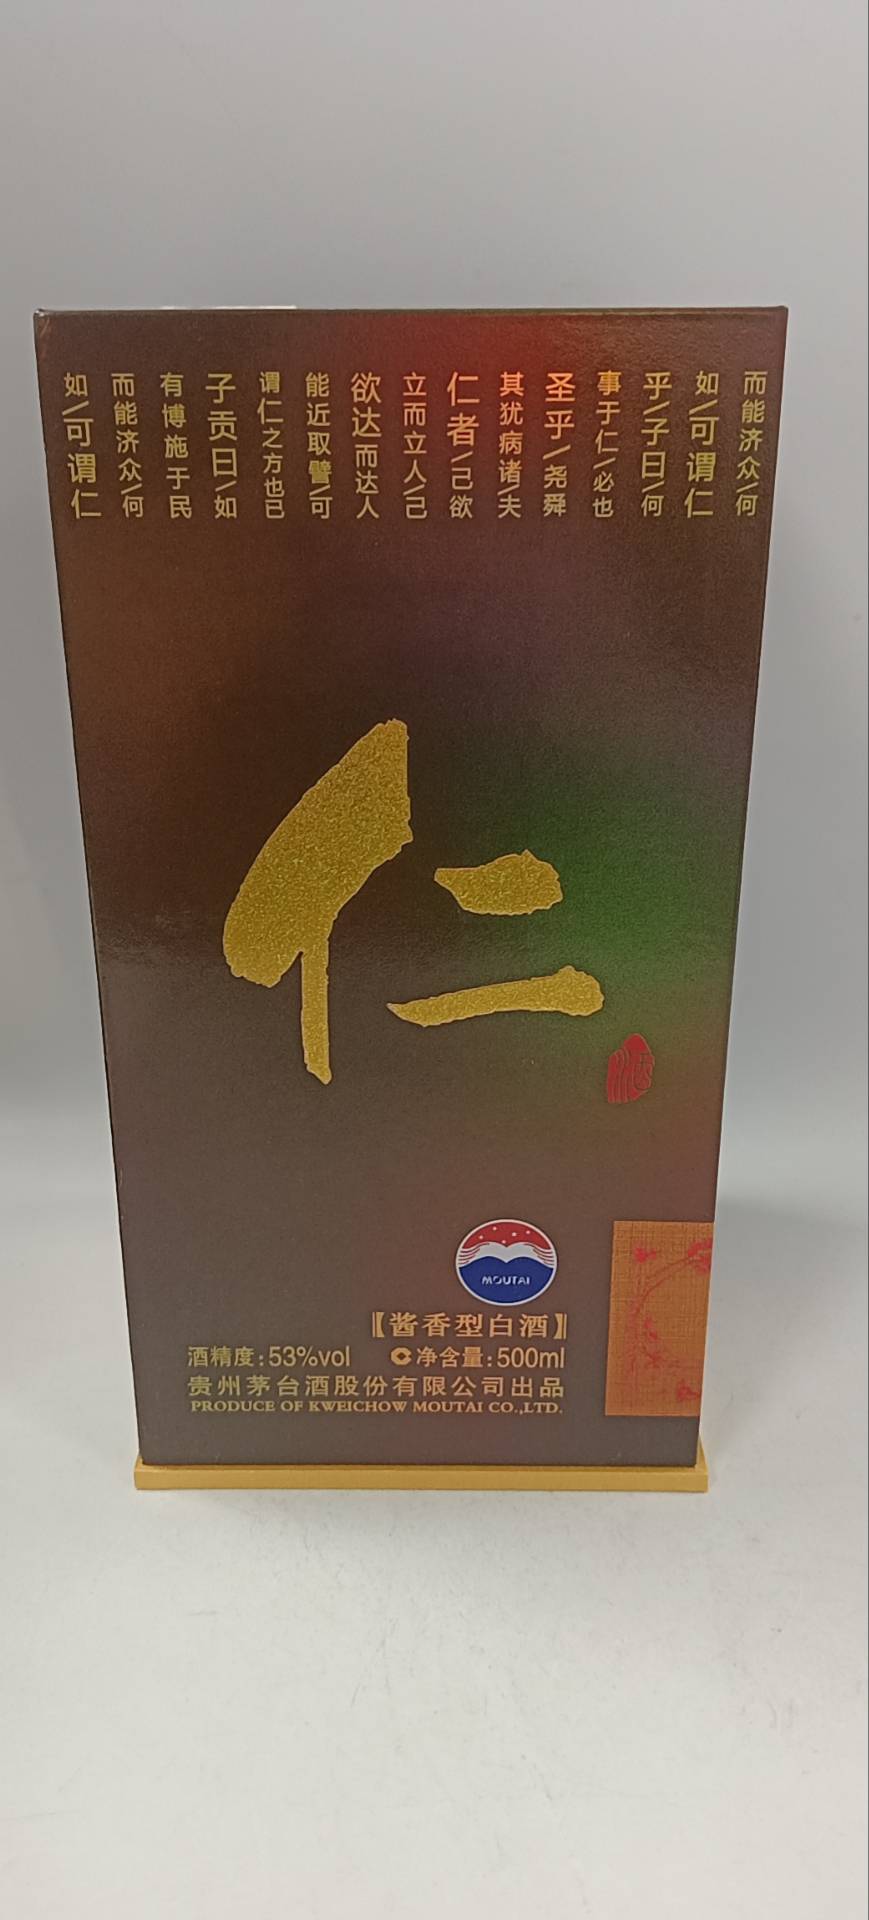 而能济众\何
如\可谓仁
乎\子曰\何
事于仁\必也
圣乎\尧舜
其犹病诸\夫
仁者\己欲
立而立人\己
欲达而达人
能近取譬\可
谓仁之方也已
子贡曰\如
有博施于民
而能济众\何
如\可谓仁
仁
酒
MOUTAI
【酱香型白酒】
酒精度:53%vol 净含量:500ml
贵州茅台酒股份有限公司出品
PRODUCE OF KWEICHOW MOUTAI CO.,LTD.